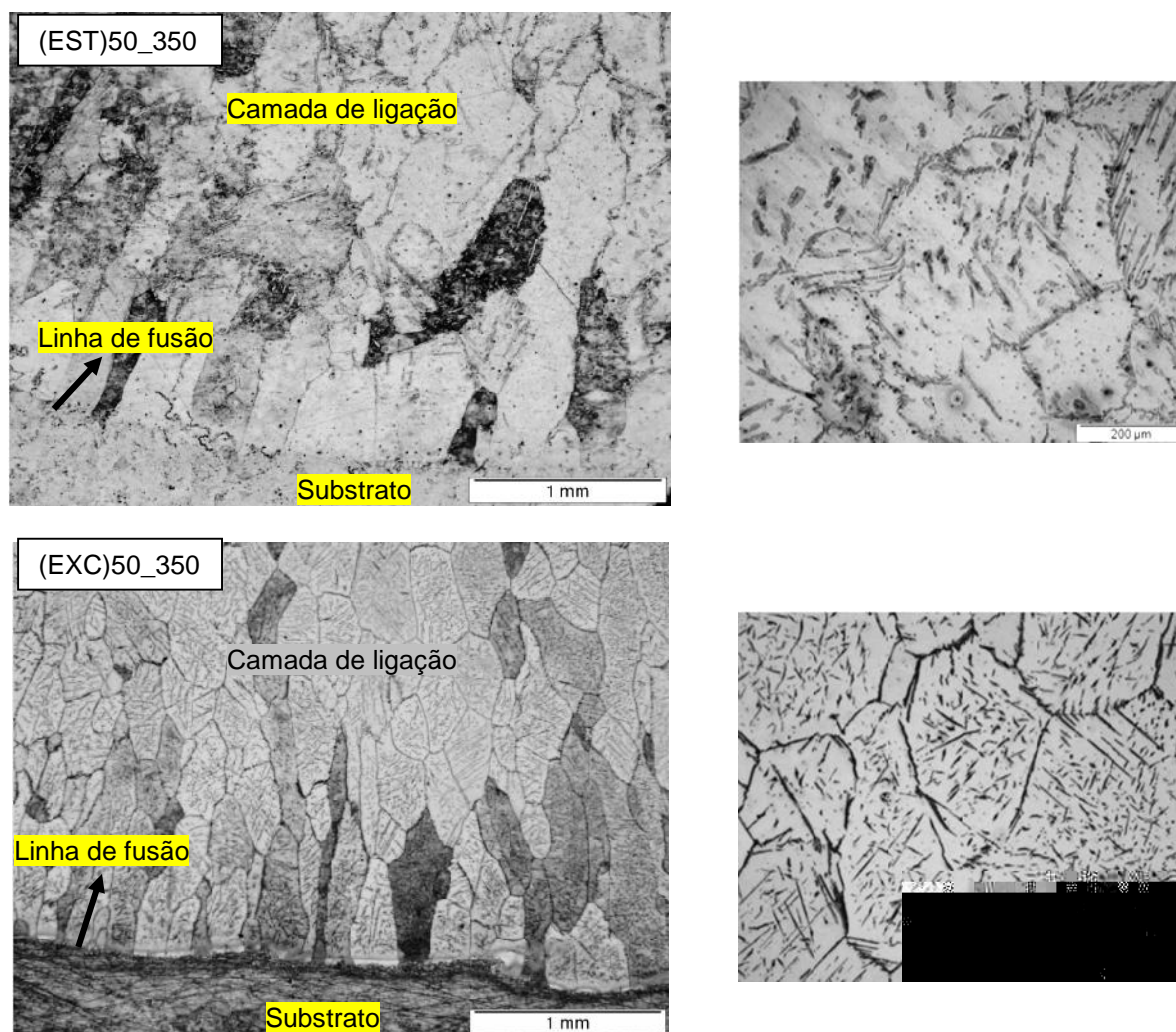 (EST)50_350
Camada de ligação
Linha de fusão
Substrato
1 mm
200 µm
(EXC)50_350
Camada de ligação
Linha de fusão
Substrato
1 mm